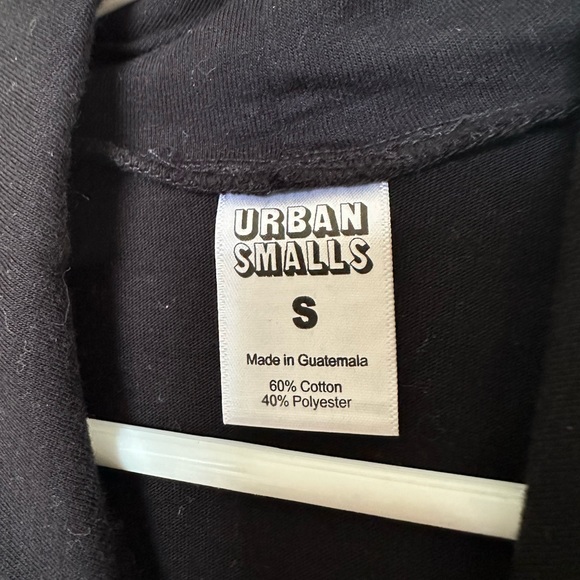 URBAN
SMALLS
S
Made in Guatemala
60% Cotton
40% Polyester